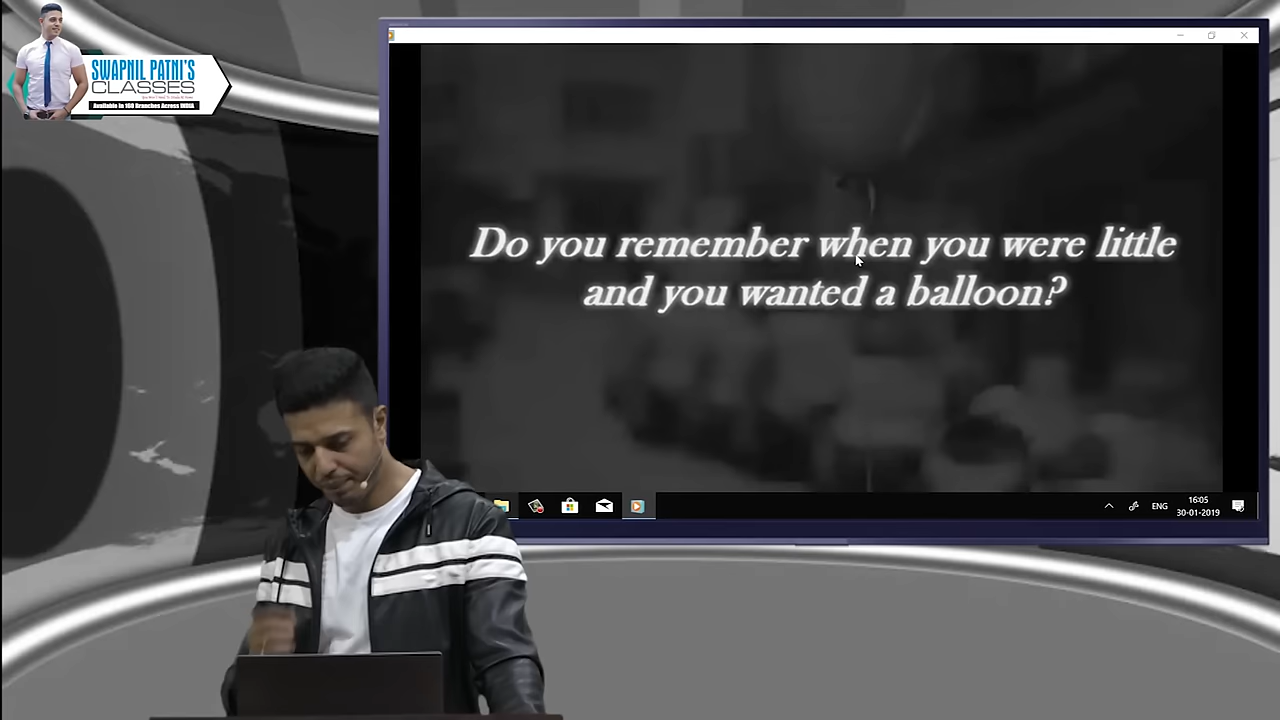 SWAPNIL PATNI'S
CLASSES
Available in 160 Branches Across INDIA
Do you remember when you were little
and you wanted a balloon?
ENG
16:05
30-01-2019